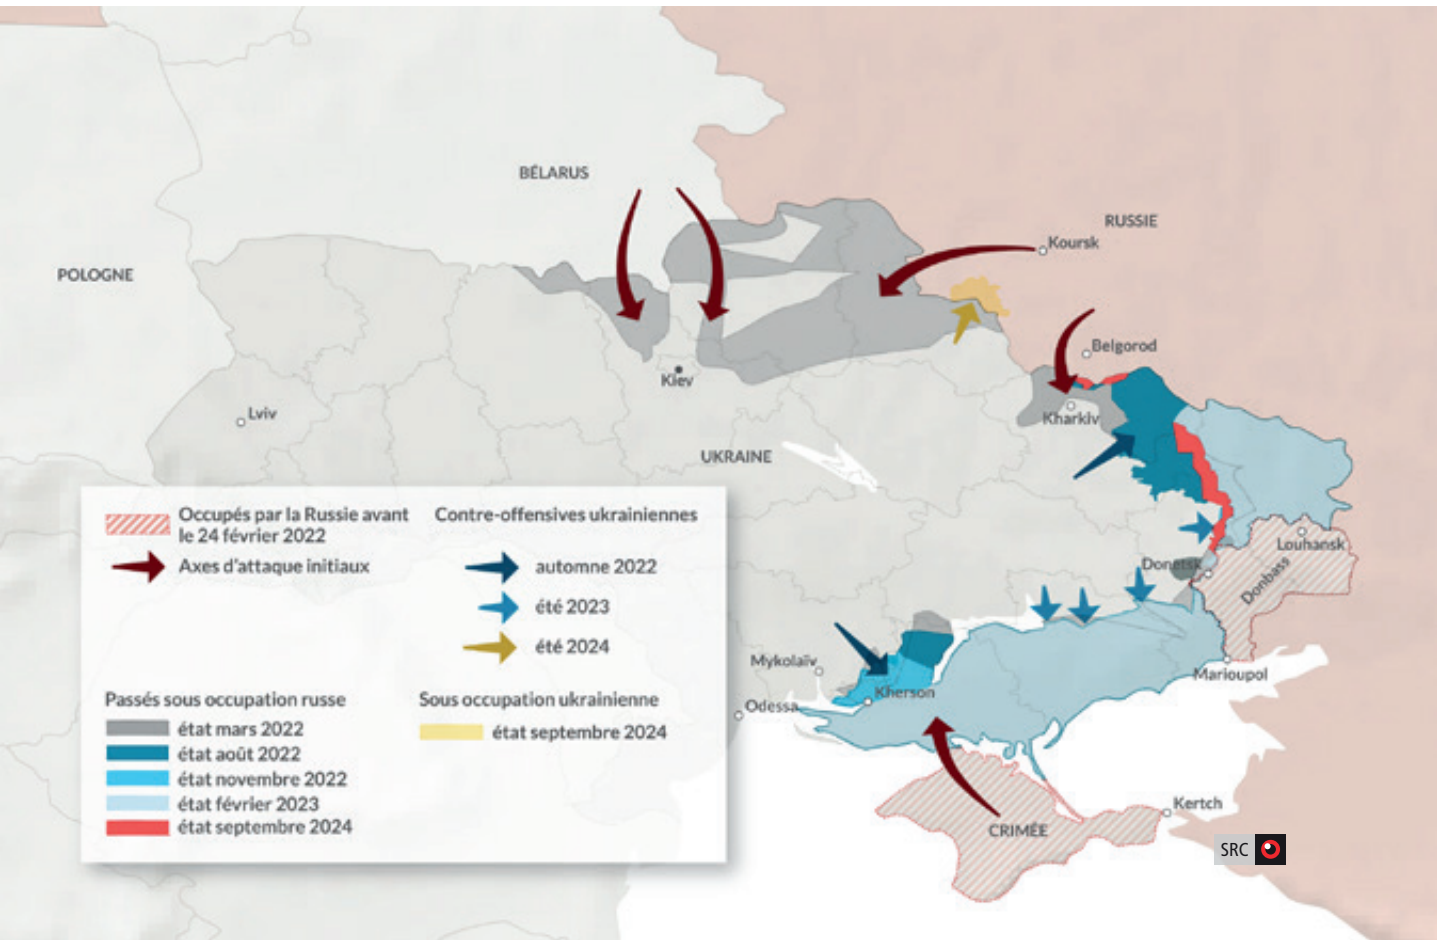 BÉLARUS
RUSSIE
Koursk
POLOGNE
Belgorod
Kiev
Lviv
Kharkiv
UKRAINE
Occupés par la Russie avant
le 24 février 2022
Axes d'attaque initiaux
Contre-offensives ukrainiennes
automne 2022
été 2023
été 2024
Passés sous occupation russe
état mars 2022
état août 2022
état novembre 2022
état février 2023
état septembre 2024
Sous occupation ukrainienne
état septembre 2024
Louhansk
Donetsk
Donbass
Mykolaïv
Marioupol
Kherson
Odessa
Kertch
CRIMÉE
SRC